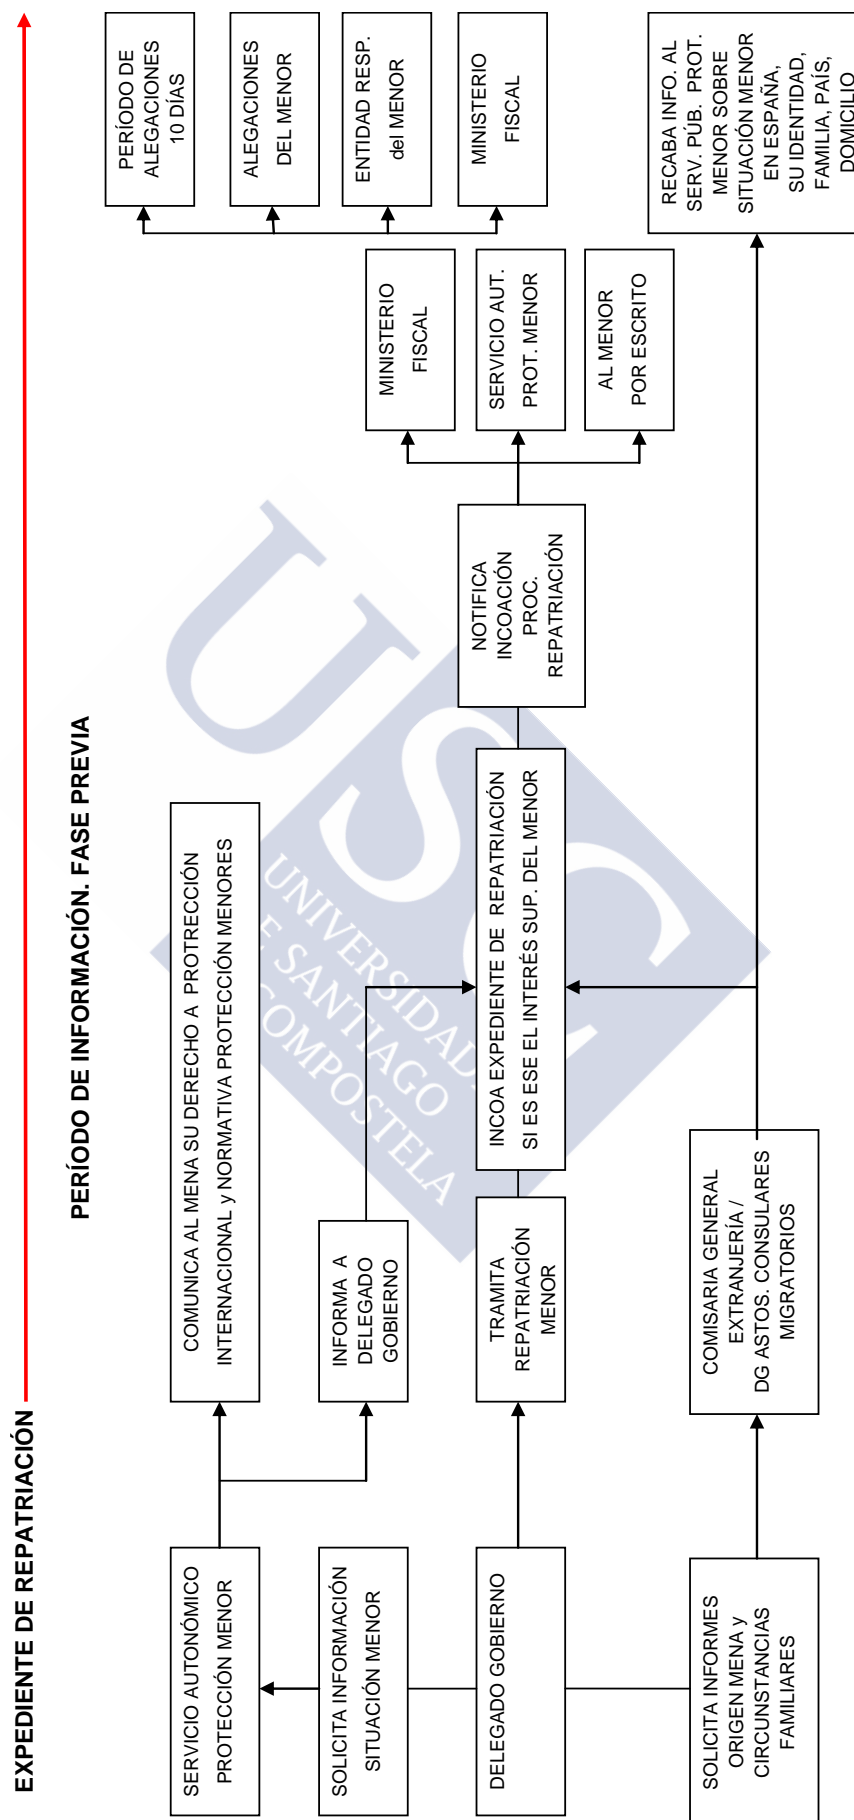 EXPEDIENTE DE REPATRIACIÓN
PERÍODO DE INFORMACIÓN. FASE PREVIA
SERVICIO AUTONÓMICO
PROTECCIÓN MENOR
SOLICITA INFORMACIÓN
SITUACIÓN MENOR
DELEGADO GOBIERNO
SOLICITA INFORMES
ORIGEN MENA y
CIRCUNSTANCIAS
FAMILIARES
COMUNICA AL MENA SU DERECHO A PROTRECCIÓN
INTERNACIONAL y NORMATIVA PROTECCIÓN MENORES
INFORMA A
DELEGADO
GOBIERNO
TRAMITA
REPATRIACIÓN
MENOR
COMISARIA GENERAL
EXTRANJERÍA /
DG ASTOS. CONSULARES
MIGRATORIOS
INCOA EXPEDIENTE DE REPATRIACIÓN
SI ES ESE EL INTERÉS SUP. DEL MENOR
NOTIFICA
INCOACIÓN
PROC.
REPATRIACIÓN
MINISTERIO
FISCAL
SERVICIO AUT.
PROT. MENOR
AL MENOR
POR ESCRITO
PERÍODO DE
ALEGACIONES
10 DÍAS
ALEGACIONES
DEL MENOR
ENTIDAD RESP.
del MENOR
MINISTERIO
FISCAL
RECABA INFO. AL
SERV. PÚB. PROT.
MENOR SOBRE
SITUACIÓN MENOR
EN ESPAÑA,
SU IDENTIDAD,
FAMILIA, PAÍS,
DOMICILIO
USC
UNIVERSIDADE
DE SANTIAGO
COMPOSTELA